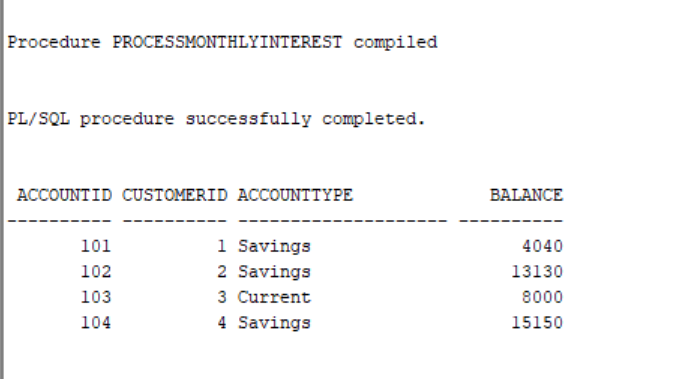 Procedure PROCESSMONTHLYINTEREST compiled
PL/SQL procedure successfully completed.
ACCOUNTID CUSTOMERID ACCOUNTTYPE          BALANCE
---------- ---------- -------------------- ----------
101          1 Savings                    4040
102          2 Savings                   13130
103          3 Current                    8000
104          4 Savings                   15150